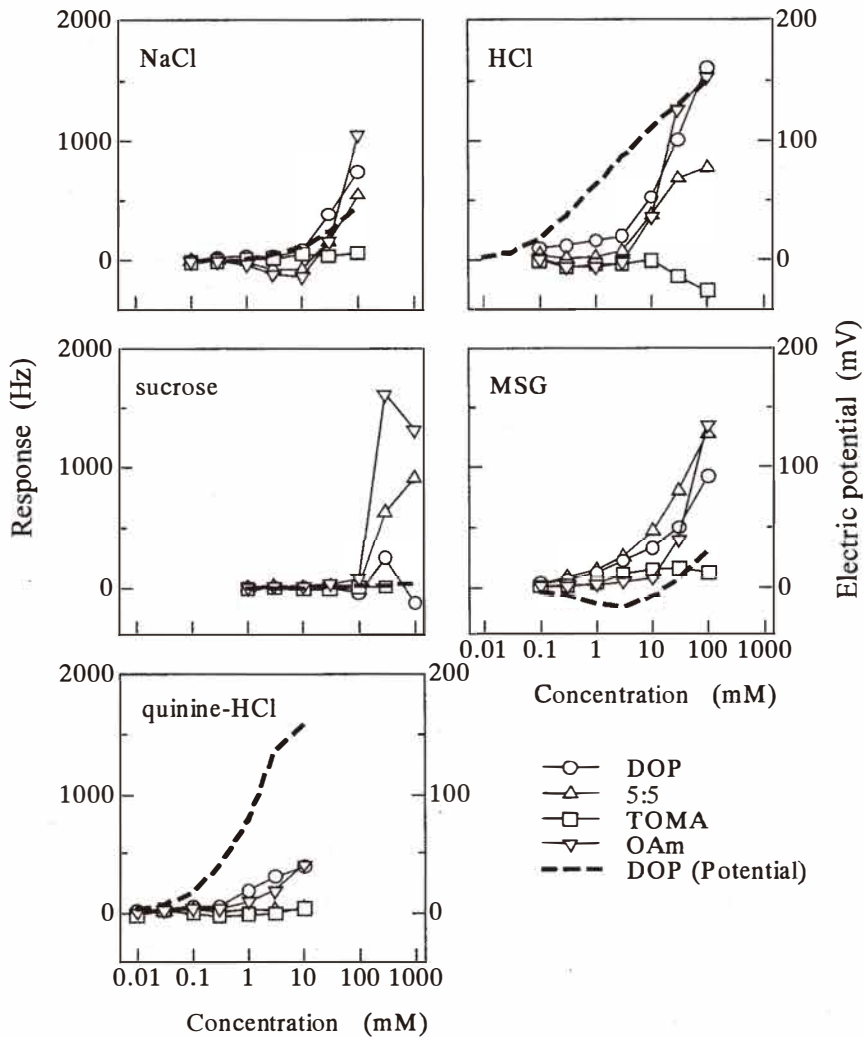 2000
1000
0
NaCl
HCl
200
100
0
Response (Hz)
Electric potential (mV)
2000
1000
0
sucrose
MSG
200
100
0
0.01 0.1 1 10 100 1000
Concentration (mM)
2000
1000
0
quinine-HCl
200
100
0
0.01 0.1 1 10 100 1000
Concentration (mM)
DOP
5:5
TOMA
OAm
DOP (Potential)